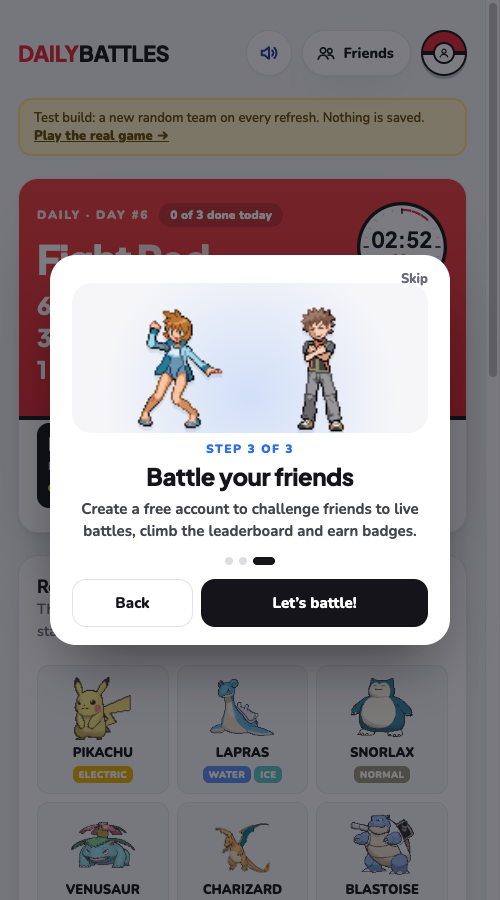 DAILYBATTLES
Friends
Test build: a new random team on every refresh. Nothing is saved.
Play the real game →
DAILY · DAY #6
0 of 3 done today
02:52
Skip
STEP 3 OF 3
Battle your friends
Create a free account to challenge friends to live
battles, climb the leaderboard and earn badges.
Back
Let's battle!
PIKACHU
LAPRAS
SNORLAX
ELECTRIC
WATER
ICE
NORMAL
VENUSAUR
CHARIZARD
BLASTOISE